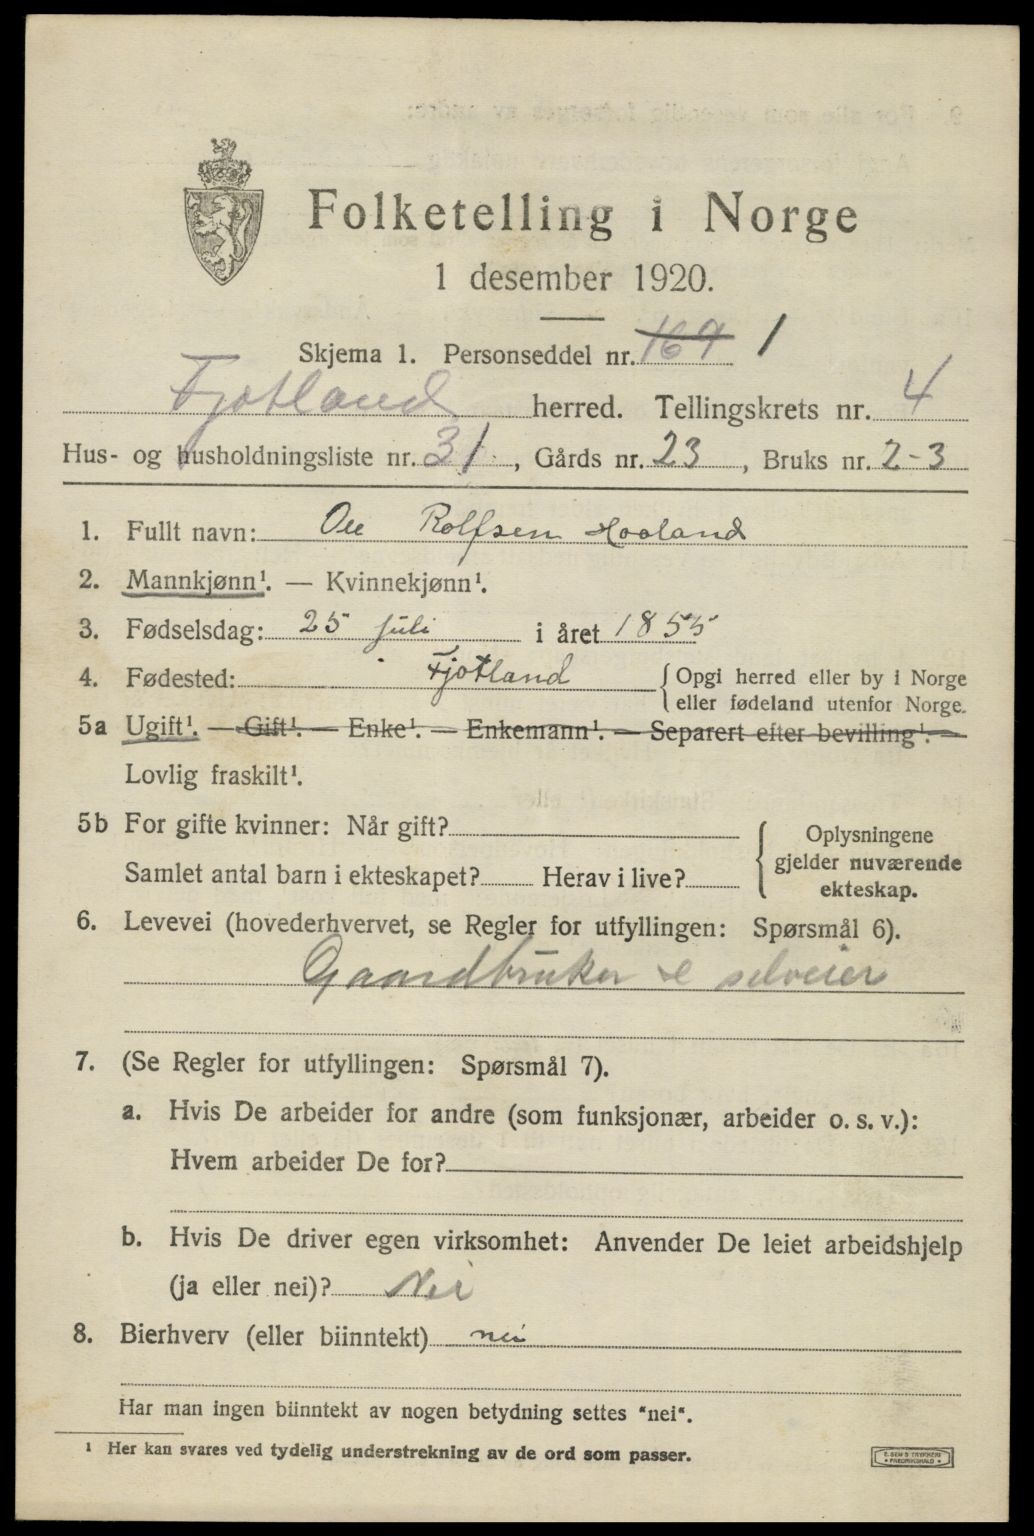 Folketelling i Norge
1 desember 1920.
Skjema 1. Personseddel nr. 169 1
Fjotland herred. Tellingskrets nr. 4
Hus- og husholdningsliste nr. 31, Gårds nr. 23, Bruks nr. 2-3
1. Fullt navn: Ole Rolfsen Haaland
2. Mannkjønn¹. — Kvinnekjønn¹.
3. Fødselsdag: 25 juli i året 1855
4. Fødested: Fjotland { Opgi herred eller by i Norge
eller fødeland utenfor Norge.
5a Ugift¹. — Gift¹. — Enke¹. — Enkemann¹. — Separert efter bevilling¹. —
Lovlig fraskilt¹.
5b For gifte kvinner: Når gift?
Samlet antal barn i ekteskapet? Herav i live?
{ Oplysningene
gjelder nuværende
ekteskap.
6. Levevei (hovederhvervet, se Regler for utfyllingen: Spørsmål 6).
Gaardbruker selveier
7. (Se Regler for utfyllingen: Spørsmål 7).
a. Hvis De arbeider for andre (som funksjonær, arbeider o. s. v.):
Hvem arbeider De for?
b. Hvis De driver egen virksomhet: Anvender De leiet arbeidshjelp
(ja eller nei)? Nei
8. Bierhverv (eller biinntekt) nei
Har man ingen biinntekt av nogen betydning settes "nei".
¹ Her kan svares ved tydelig understrekning av de ord som passer.